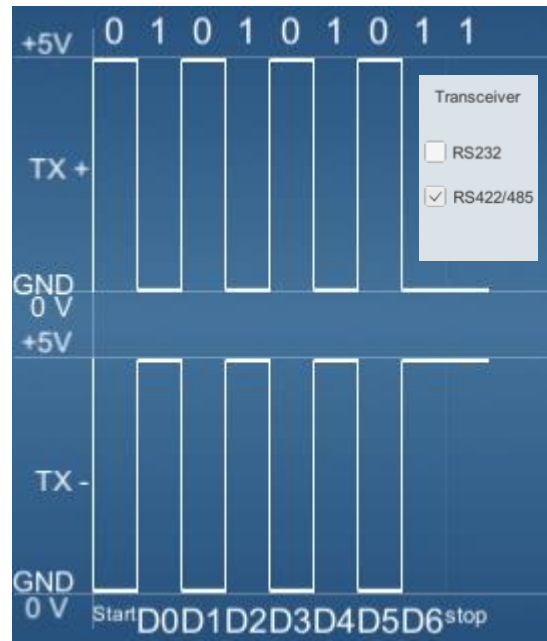 0 1 0 1 0 1 0 1 1
+5V
Transceiver
RS232
TX +
RS422/485
GND
0 V
+5V
TX -
GND
0 V
Start D0 D1 D2 D3 D4 D5 D6 stop